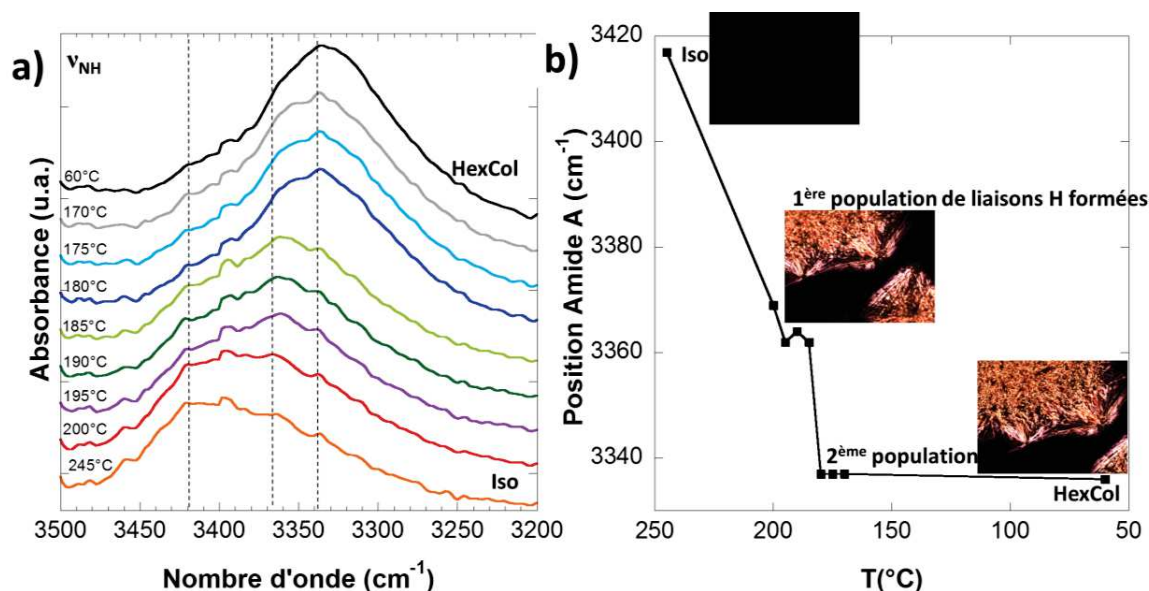 a)
νNH
Absorbance (u.a.)
60°C
170°C
175°C
180°C
185°C
190°C
195°C
200°C
245°C
HexCol
Iso
3500 3450 3400 3350 3300 3250 3200
Nombre d'onde (cm-1)
b)
Position Amide A (cm-1)
3420
3400
3380
3360
3340
Iso
1ère population de liaisons H formées
2ème population
HexCol
250 200 150 100 50
T(°C)